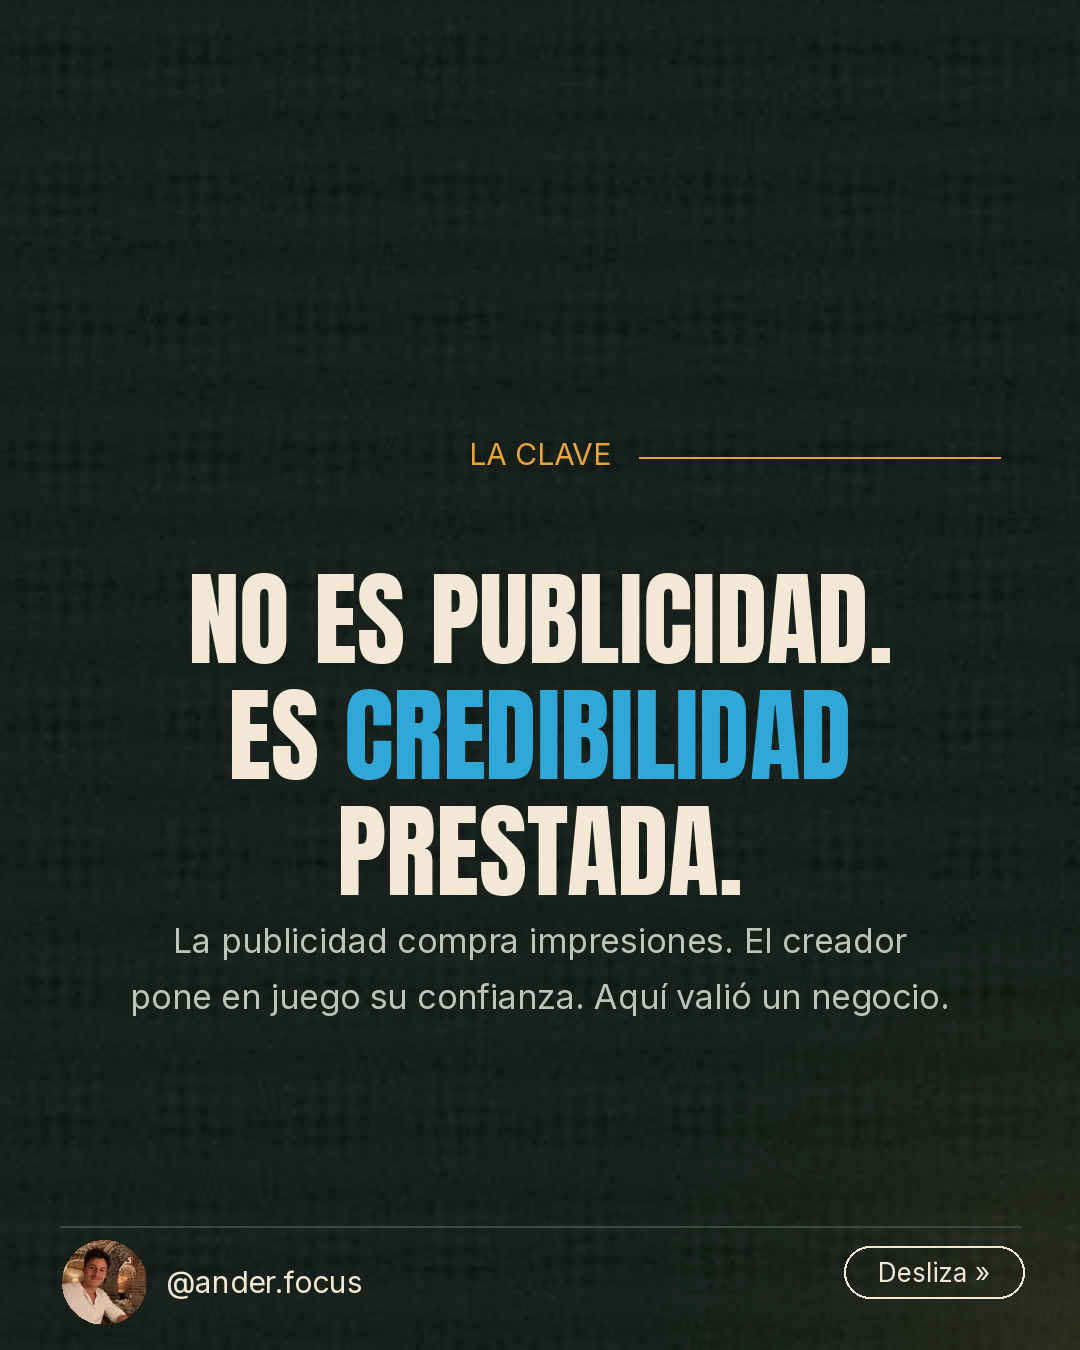 LA CLAVE
NO ES PUBLICIDAD.
ES CREDIBILIDAD
PRESTADA.
La publicidad compra impresiones. El creador
pone en juego su confianza. Aquí valió un negocio.
@ander.focus
Desliza »